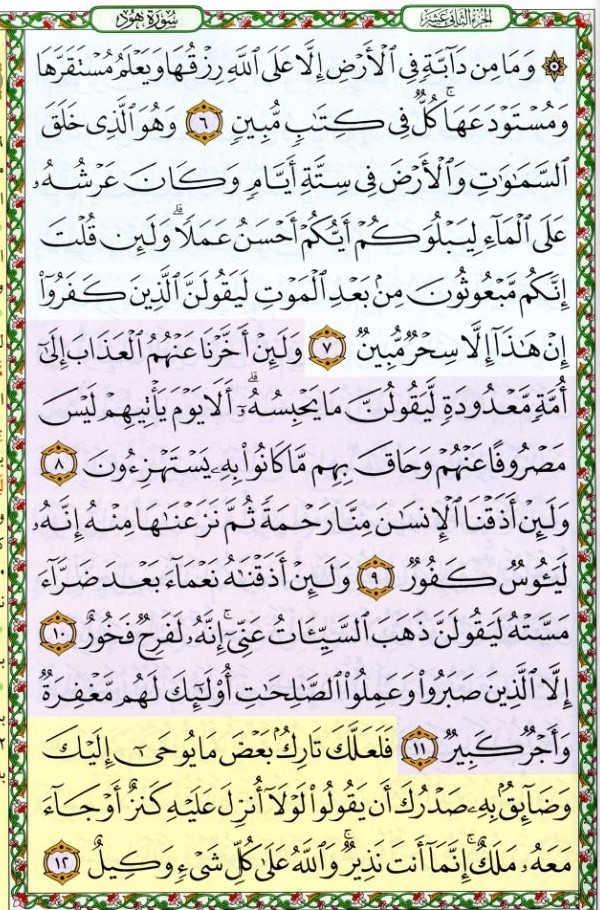 الجزء الثاني عشر
سورة هود
وَمَا مِن دَآبَّةٍ فِى ٱلْأَرْضِ إِلَّا عَلَى ٱللَّهِ رِزْقُهَا وَيَعْلَمُ مُسْتَقَرَّهَا
وَمُسْتَوْدَعَهَا ۚ كُلٌّ فِى كِتَٰبٍ مُّبِينٍ ٦ وَهُوَ ٱلَّذِى خَلَقَ
ٱلسَّمَٰوَٰتِ وَٱلْأَرْضَ فِى سِتَّةِ أَيَّامٍ وَكَانَ عَرْشُهُۥ
عَلَى ٱلْمَآءِ لِيَبْلُوَكُمْ أَيُّكُمْ أَحْسَنُ عَمَلًا ۗ وَلَئِن قُلْتَ
إِنَّكُم مَّبْعُوثُونَ مِنۢ بَعْدِ ٱلْمَوْتِ لَيَقُولَنَّ ٱلَّذِينَ كَفَرُوٓا۟
إِنْ هَٰذَآ إِلَّا سِحْرٌ مُّبِينٌ ٧ وَلَئِنْ أَخَّرْنَا عَنْهُمُ ٱلْعَذَابَ إِلَىٰٓ
أُمَّةٍ مَّعْدُودَةٍ لَّيَقُولُنَّ مَا يَحْبِسُهُۥٓ ۗ أَلَا يَوْمَ يَأْتِيهِمْ لَيْسَ
مَصْرُوفًا عَنْهُمْ وَحَاقَ بِهِم مَّا كَانُوا۟ بِهِۦ يَسْتَهْزِءُونَ ٨
وَلَئِنْ أَذَقْنَا ٱلْإِنسَٰنَ مِنَّا رَحْمَةً ثُمَّ نَزَعْنَٰهَا مِنْهُ إِنَّهُۥ
لَيَـُٔوسٌ كَفُورٌ ٩ وَلَئِنْ أَذَقْنَٰهُ نَعْمَآءَ بَعْدَ ضَرَّآءَ
مَسَّتْهُ لَيَقُولَنَّ ذَهَبَ ٱلسَّيِّـَٔاتُ عَنِّىٓ ۚ إِنَّهُۥ لَفَرِحٌ فَخُورٌ ١٠
إِلَّا ٱلَّذِينَ صَبَرُوا۟ وَعَمِلُوا۟ ٱلصَّٰلِحَٰتِ أُو۟لَٰٓئِكَ لَهُم مَّغْفِرَةٌ
وَأَجْرٌ كَبِيرٌ ١١ فَلَعَلَّكَ تَارِكٌۢ بَعْضَ مَا يُوحَىٰٓ إِلَيْكَ
وَضَآئِقٌۢ بِهِۦ صَدْرُكَ أَن يَقُولُوا۟ لَوْلَآ أُنزِلَ عَلَيْهِ كَنزٌ أَوْ جَآءَ
مَعَهُۥ مَلَكٌ ۚ إِنَّمَآ أَنتَ نَذِيرٌ ۚ وَٱللَّهُ عَلَىٰ كُلِّ شَىْءٍ وَكِيلٌ ١٢